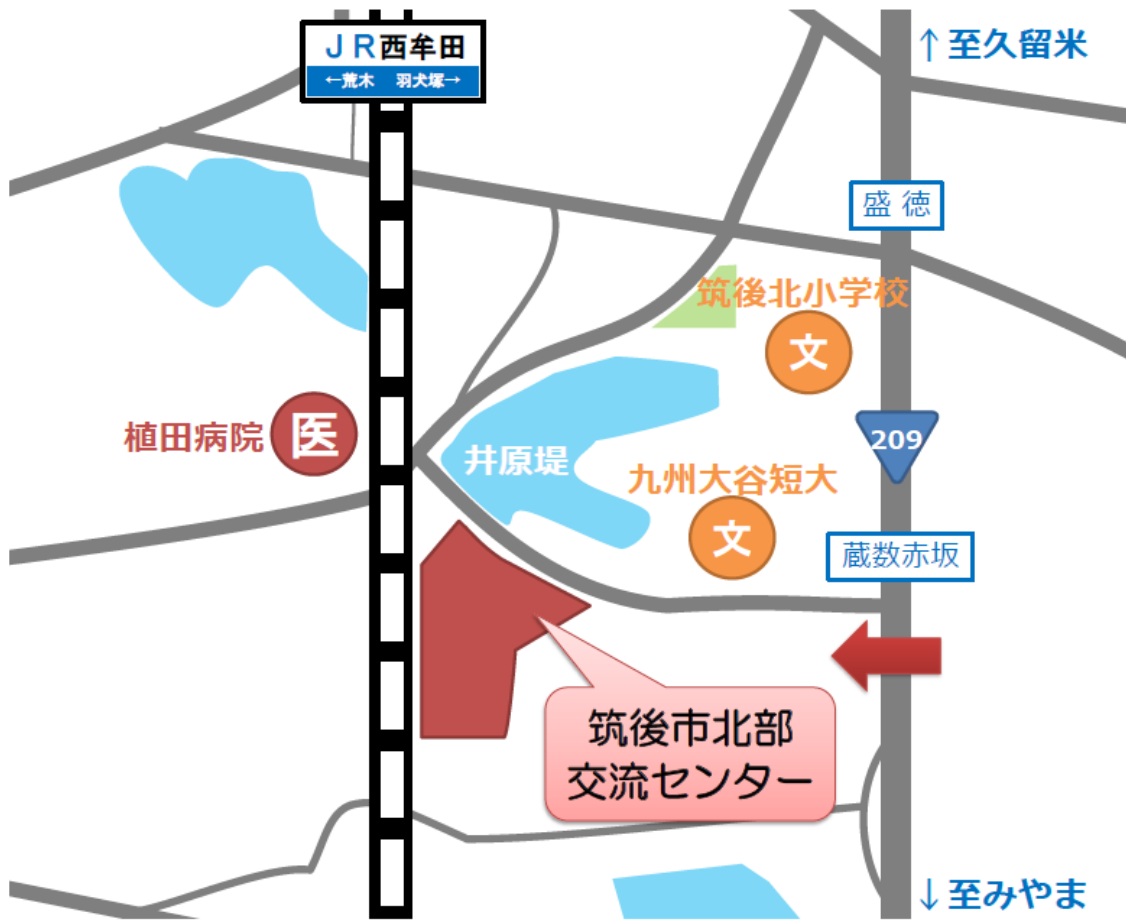 JR西牟田
←荒木 羽犬塚→
↑至久留米
盛徳
筑後北小学校
文
209
植田病院
医
井原堤
九州大谷短大
文
蔵数赤坂
筑後市北部
交流センター
↓至みやま